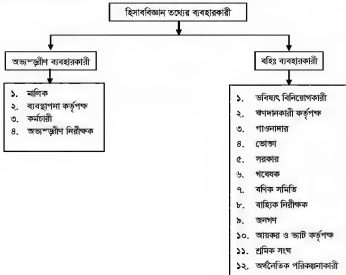 হিসাববিজ্ঞান তথ্যের ব্যবহারকারী
অভ্যন্তরীণ ব্যবহারকারী
১. মালিক
২. ব্যবস্থাপনা কর্তৃপক্ষ
৩. কর্মচারী
৪. অভ্যন্তরীণ নিরীক্ষক
বহিঃ ব্যবহারকারী
১. ভবিষ্যৎ বিনিয়োগকারী
২. ঋণদানকারী কর্তৃপক্ষ
৩. পাওনাদার
৪. ভোক্তা
৫. সরকার
৬. গবেষক
৭. বণিক সমিতি
৮. বাহ্যিক নিরীক্ষক
৯. জনগণ
১০. আয়কর ও ভ্যাট কর্তৃপক্ষ
১১. শ্রমিক সংঘ
১২. অর্থনৈতিক পরিকল্পনাকারী